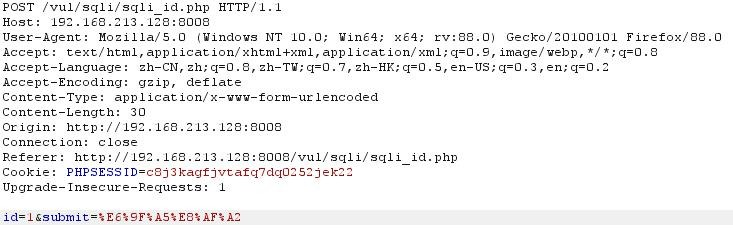 POST /vul/sqli/sqli_id.php HTTP/1.1
Host: 192.168.213.128:8008
User-Agent: Mozilla/5.0 (Windows NT 10.0; Win64; x64; rv:88.0) Gecko/20100101 Firefox/88.0
Accept: text/html,application/xhtml+xml,application/xml;q=0.9,image/webp,*/*;q=0.8
Accept-Language: zh-CN,zh;q=0.8,zh-TW;q=0.7,zh-HK;q=0.5,en-US;q=0.3,en;q=0.2
Accept-Encoding: gzip, deflate
Content-Type: application/x-www-form-urlencoded
Content-Length: 30
Origin: http://192.168.213.128:8008
Connection: close
Referer: http://192.168.213.128:8008/vul/sqli/sqli_id.php
Cookie: PHPSESSID=c8j3kagfjvtafq7dq0252jek22
Upgrade-Insecure-Requests: 1
id=1&submit=%E6%9F%A5%E8%AF%A2